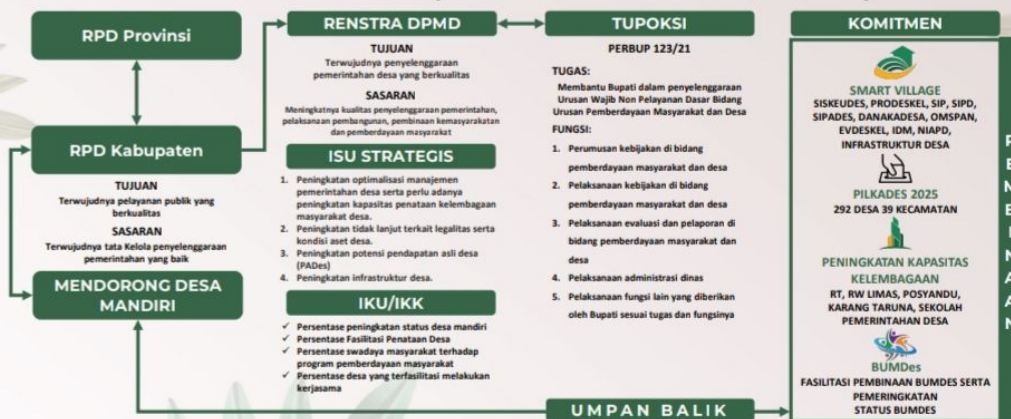 RPD Provinsi
RPD Kabupaten
TUJUAN
Terwujudnya pelayanan publik yang
berkualitas
SASARAN
Terwujudnya tata Kelola penyelenggaraan
pemerintahan yang baik
MENDORONG DESA
MANDIRI
RENSTRA DPMD
TUJUAN
Terwujudnya penyelenggaraan
pemerintahan desa yang berkualitas
SASARAN
Meningkatnya kualitas penyelenggaraan pemerintahan,
pelaksanaan pembangunan, pembinaan kemasyarakatan
dan pemberdayaan masyarakat
ISU STRATEGIS
1. Peningkatan optimalisasi manajemen
pemerintahan desa serta perlu adanya
peningkatan kapasitas penataan kelembagaan
masyarakat desa.
2. Peningkatan tidak lanjut terkait legalitas serta
kondisi aset desa.
3. Peningkatan potensi pendapatan asli desa
(PADes)
4. Peningkatan infrastruktur desa.
IKU/IKK
✓ Persentase peningkatan status desa mandiri
✓ Persentase Fasilitasi Penataan Desa
✓ Persentase swadaya masyarakat terhadap
program pemberdayaan masyarakat
✓ Persentase desa yang terfasilitasi melakukan
kerjasama
TUPOKSI
PERBUP 123/21
TUGAS:
Membantu Bupati dalam penyelenggaraan
Urusan Wajib Non Pelayanan Dasar Bidang
Urusan Pemberdayaan Masyarakat dan Desa
FUNGSI:
1. Perumusan kebijakan di bidang
pemberdayaan masyarakat dan desa
2. Pelaksanaan kebijakan di bidang
pemberdayaan masyarakat dan desa
3. Pelaksanaan evaluasi dan pelaporan di
bidang pemberdayaan masyarakat dan
desa
4. Pelaksanaan administrasi dinas
5. Pelaksanaan fungsi lain yang diberikan
oleh Bupati sesuai tugas dan fungsinya
KOMITMEN
SMART VILLAGE
SISKEUDES, PRODESKEL, SIP, SIPD,
SIPADES, DANAKADESA, OMSPAN,
EVDESKEL, IDM, NIAPD,
INFRASTRUKTUR DESA
PILKADES 2025
292 DESA 39 KECAMATAN
PENINGKATAN KAPASITAS
KELEMBAGAAN
RT, RW LIMAS, POSYANDU,
KARANG TARUNA, SEKOLAH
PEMERINTAHAN DESA
BUMDes
FASILITASI PEMBINAAN BUMDES SERTA
PEMERINGKATAN
STATUS BUMDES
UMPAN BALIK